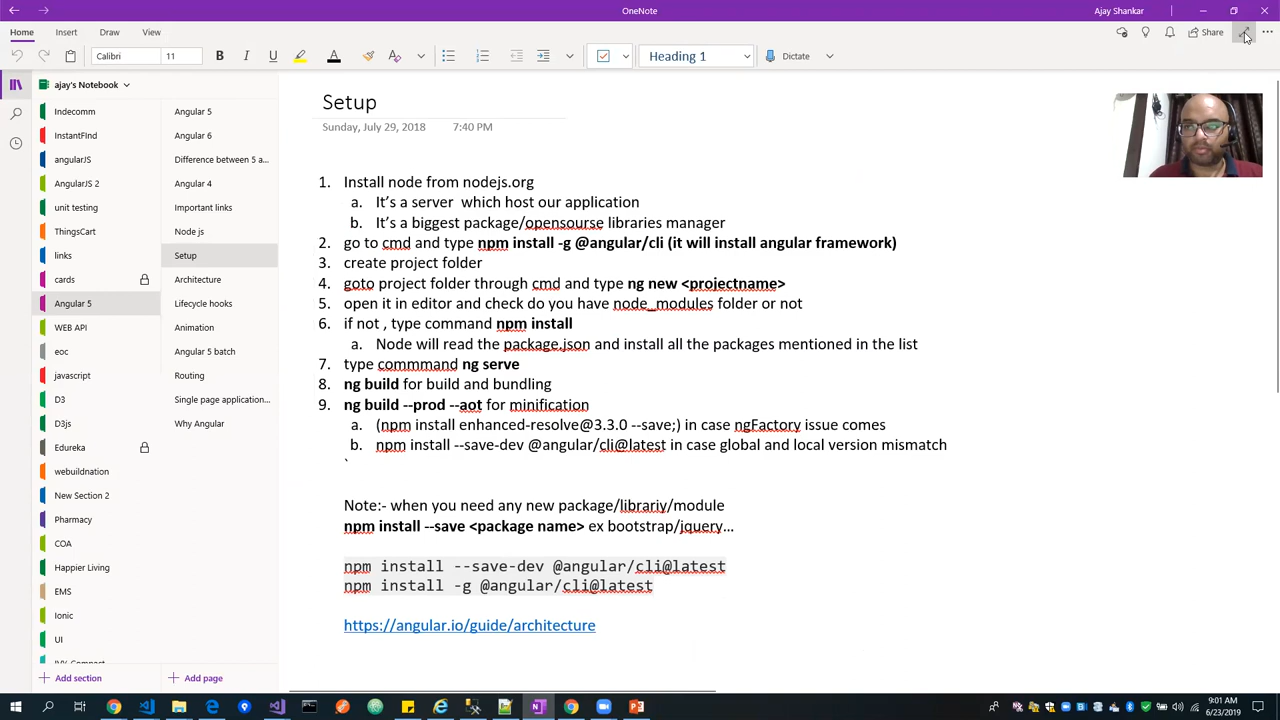 OneNote
Ajay Shankar
Home Insert Draw View
Share
Calibri 11 B I U A Heading 1 Dictate
ajay's Notebook
Indecomm
InstantFInd
angularJS
AngularJS 2
unit testing
ThingsCart
links
cards
Angular 5
WEB API
eoc
javascript
D3
D3js
Edureka
webuildnation
New Section 2
Pharmacy
COA
Happier Living
EMS
Ionic
UI
Add section
Angular 5
Angular 6
Difference between 5 a...
Angular 4
Important links
Node js
Setup
Architecture
Lifecycle hooks
Animation
Angular 5 batch
Routing
Single page application...
Why Angular
Add page
Setup
Sunday, July 29, 2018 7:40 PM
1. Install node from nodejs.org
a. It's a server which host our application
b. It's a biggest package/opensourse libraries manager
2. go to cmd and type npm install -g @angular/cli (it will install angular framework)
3. create project folder
4. goto project folder through cmd and type ng new <projectname>
5. open it in editor and check do you have node_modules folder or not
6. if not , type command npm install
a. Node will read the package.json and install all the packages mentioned in the list
7. type commmand ng serve
8. ng build for build and bundling
9. ng build --prod --aot for minification
a. (npm install enhanced-resolve@3.3.0 --save;) in case ngFactory issue comes
b. npm install --save-dev @angular/cli@latest in case global and local version mismatch
`
Note:- when you need any new package/librariy/module
npm install --save <package name> ex bootstrap/jquery...
npm install --save-dev @angular/cli@latest
npm install -g @angular/cli@latest
https://angular.io/guide/architecture
9:01 AM
6/23/2019